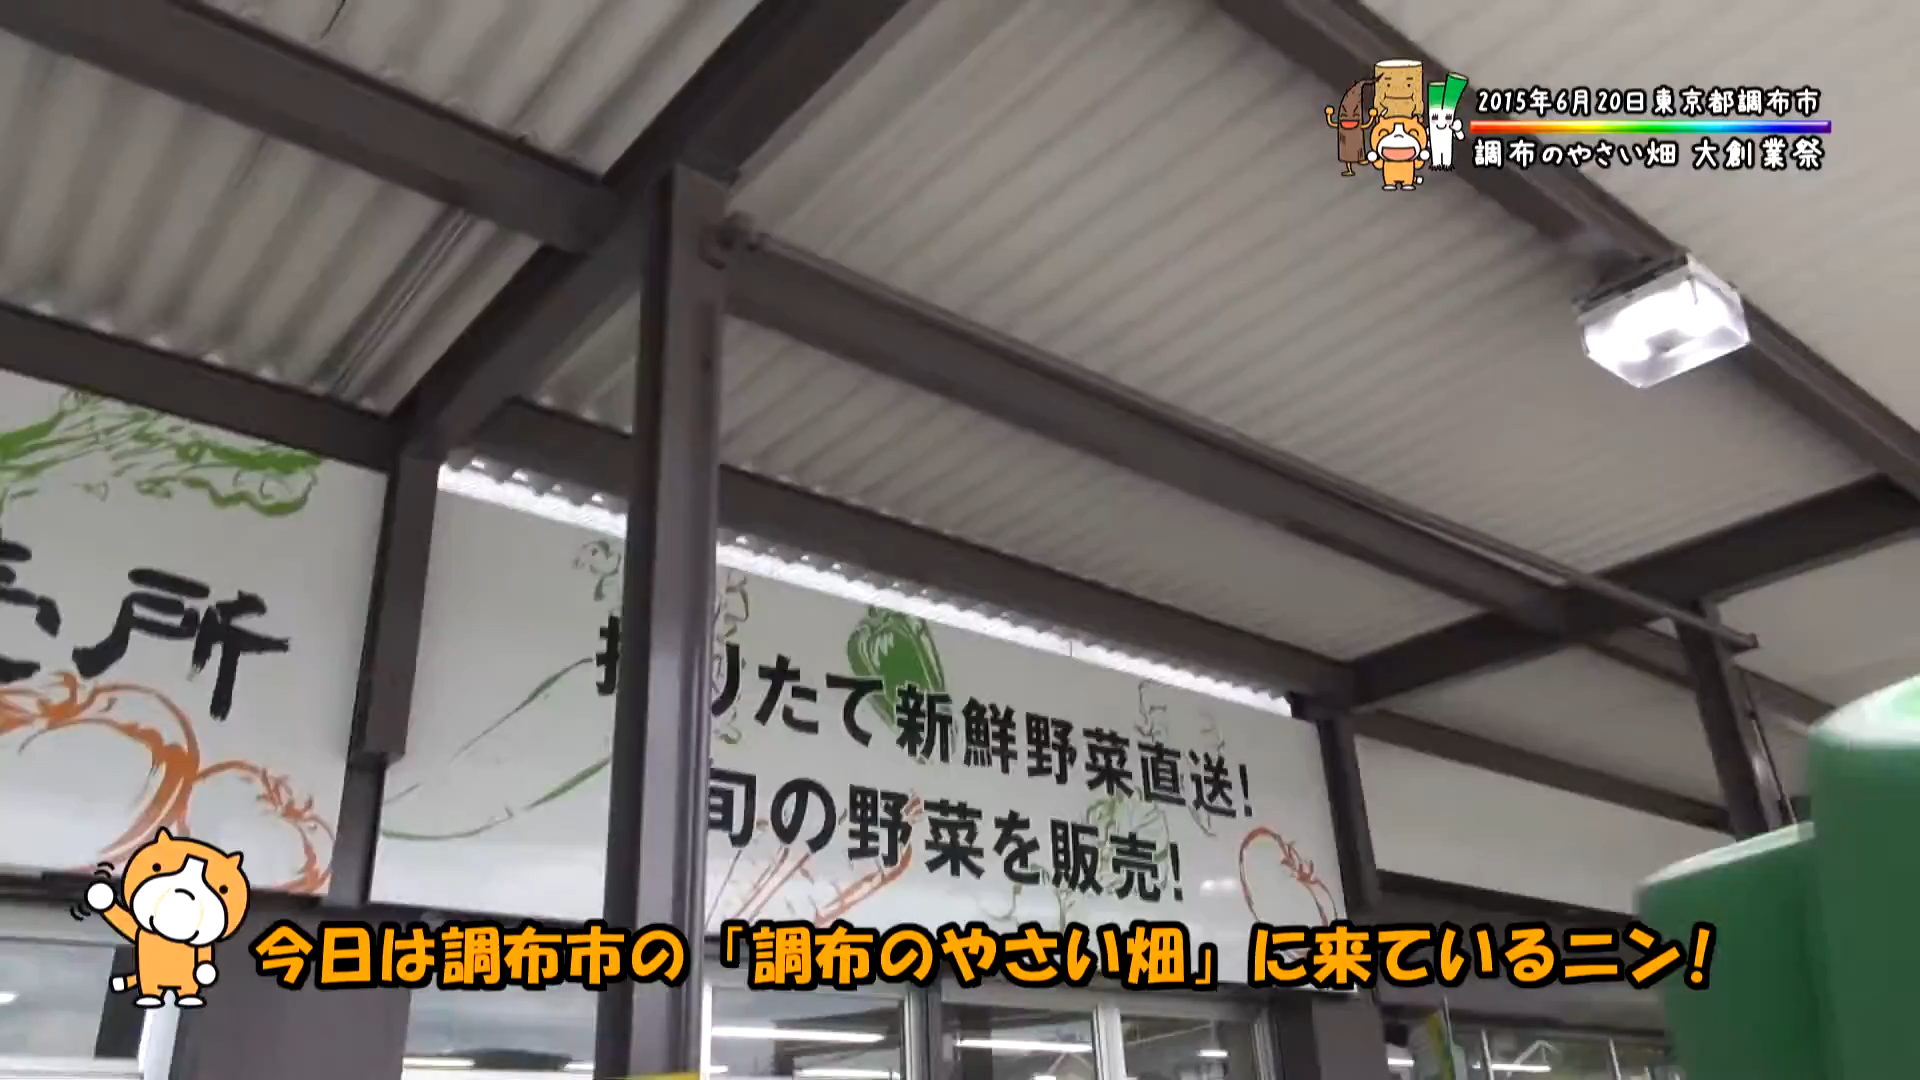 2015年6月20日東京都調布市
調布のやさい畑 大創業祭
売所
採りたて新鮮野菜直送!
旬の野菜を販売!
今日は調布市の「調布のやさい畑」に来ているニン!